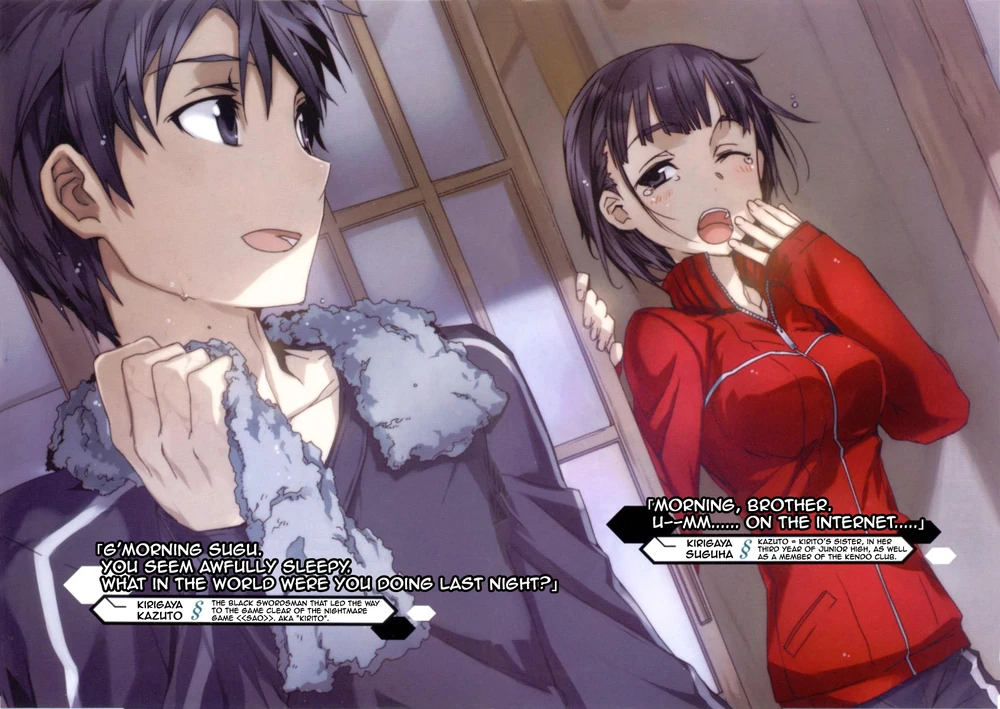 「MORNING, BROTHER.
U--MM...... ON THE INTERNET.....」
KIRIGAYA
SUGUHA
§
KAZUTO = KIRITO'S SISTER, IN HER
THIRD YEAR OF JUNIOR HIGH, AS WELL
AS A MEMBER OF THE KENDO CLUB.
「G'MORNING SUGU.
YOU SEEM AWFULLY SLEEPY.
WHAT IN THE WORLD WERE YOU DOING LAST NIGHT?」
KIRIGAYA
KAZUTO
§
THE BLACK SWORDSMAN THAT LED THE WAY
TO THE GAME CLEAR OF THE NIGHTMARE
GAME <<SAO>>. AKA "KIRITO".